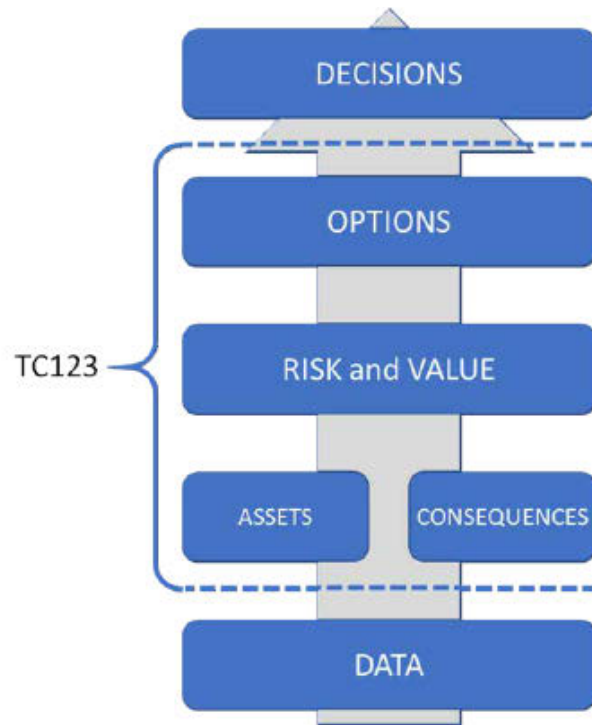 DECISIONS
OPTIONS
TC123
RISK and VALUE
ASSETS
CONSEQUENCES
DATA